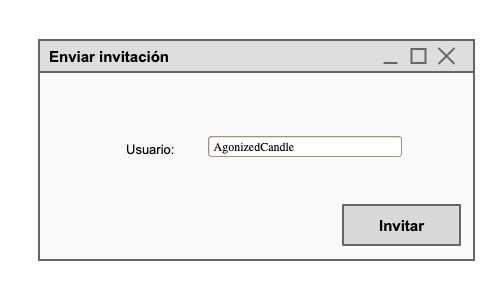 Enviar invitación
Usuario: AgonizedCandle
Invitar